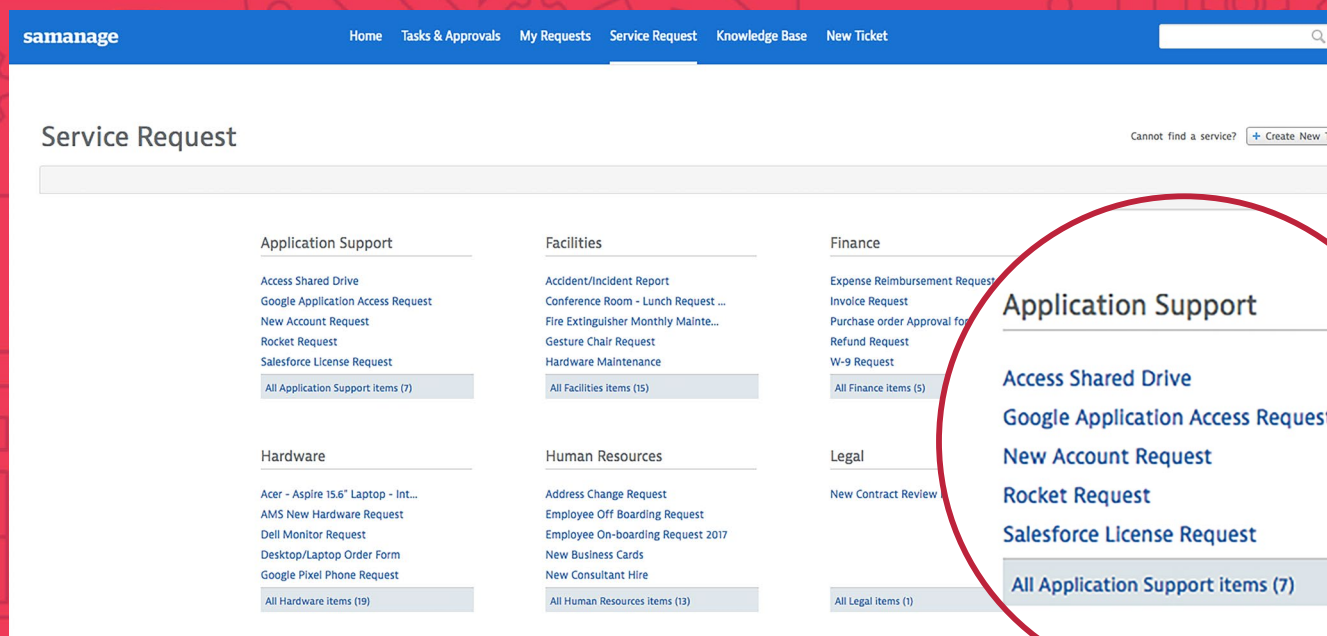 samanage
Home Tasks & Approvals My Requests Service Request Knowledge Base New Ticket
Service Request
Cannot find a service? + Create New
Application Support
Access Shared Drive
Google Application Access Request
New Account Request
Rocket Request
Salesforce License Request
All Application Support items (7)
Facilities
Accident/Incident Report
Conference Room - Lunch Request ...
Fire Extinguisher Monthly Mainte...
Gesture Chair Request
Hardware Maintenance
All Facilities items (15)
Finance
Expense Reimbursement Request
Invoice Request
Purchase order Approval for
Refund Request
W-9 Request
All Finance items (5)
Hardware
Acer - Aspire 15.6" Laptop - Int...
AMS New Hardware Request
Dell Monitor Request
Desktop/Laptop Order Form
Google Pixel Phone Request
All Hardware items (19)
Human Resources
Address Change Request
Employee Off Boarding Request
Employee On-boarding Request 2017
New Business Cards
New Consultant Hire
All Human Resources items (13)
Legal
New Contract Review
All Legal items (1)
Application Support
Access Shared Drive
Google Application Access Request
New Account Request
Rocket Request
Salesforce License Request
All Application Support items (7)